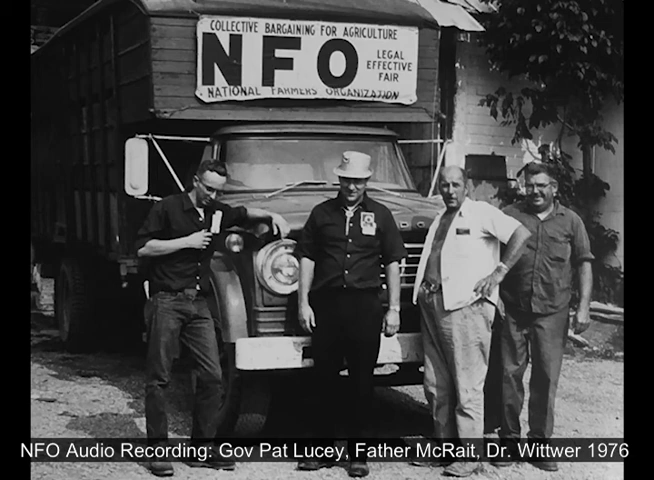 COLLECTIVE BARGAINING FOR AGRICULTURE
NFO
LEGAL
EFFECTIVE
FAIR
NATIONAL FARMERS ORGANIZATION
NFO Audio Recording: Gov Pat Lucey, Father McRait, Dr. Wittwer 1976